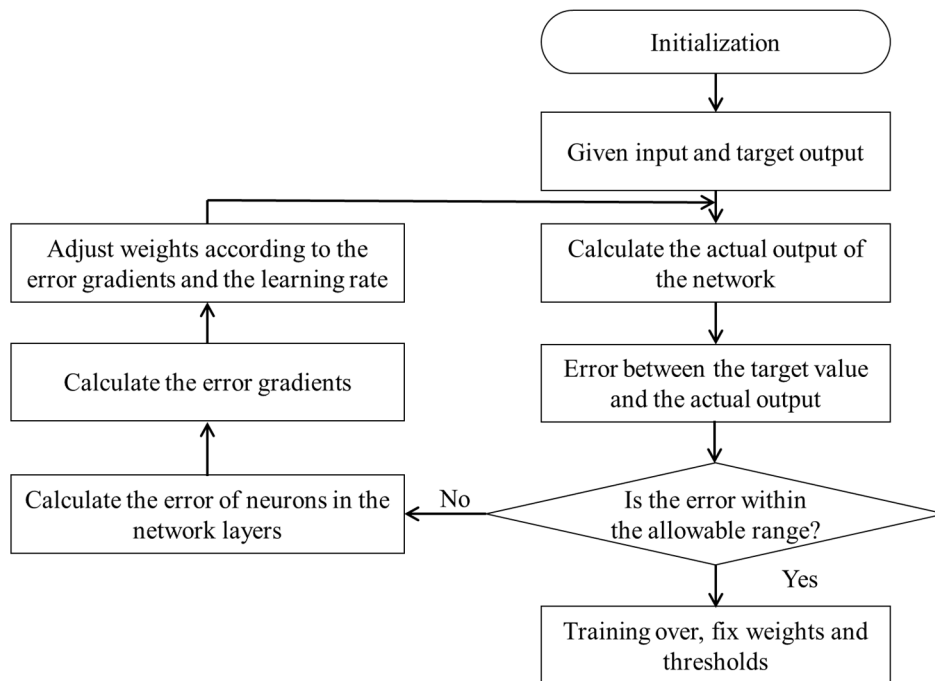 Initialization
Given input and target output
Calculate the actual output of
the network
Error between the target value
and the actual output
Is the error within
the allowable range?
Yes
Training over, fix weights and
thresholds
No
Calculate the error of neurons in the
network layers
Calculate the error gradients
Adjust weights according to the
error gradients and the learning rate